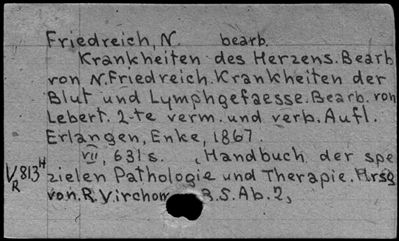 Friedreich, N. bearb.
Krankheiten des Herzens. Bearb.
von N. Friedreich. Krankheiten der
Blut und Lymphgefaesse. Bearb. von
Lebert. 2-te verm. und verb. Aufl.
Erlangen, Enke, 1867.
VII, 631 s. (Handbuch der spe
V813H zielen Pathologie und Therapie. Hrsg
R von R. Virchow B.5. Ab. 2,